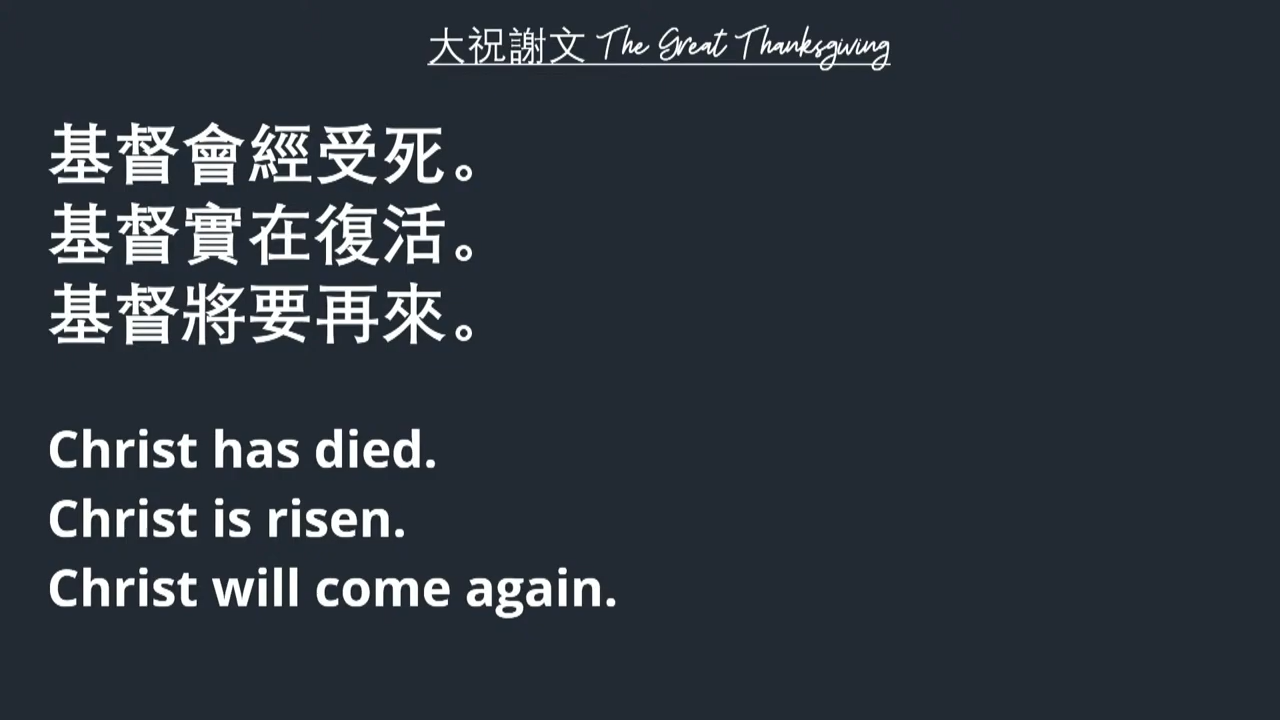 大祝謝文 The Great Thanksgiving
基督會經受死。
基督實在復活。
基督將要再來。
Christ has died.
Christ is risen.
Christ will come again.